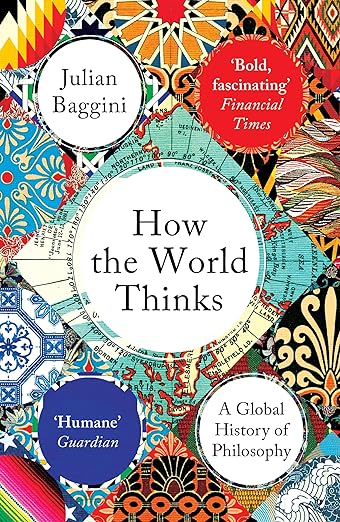 Julian
Baggini
'Bold,
fascinating'
Financial
Times
How
the World
Thinks
'Humane'
Guardian
A Global
History of
Philosophy